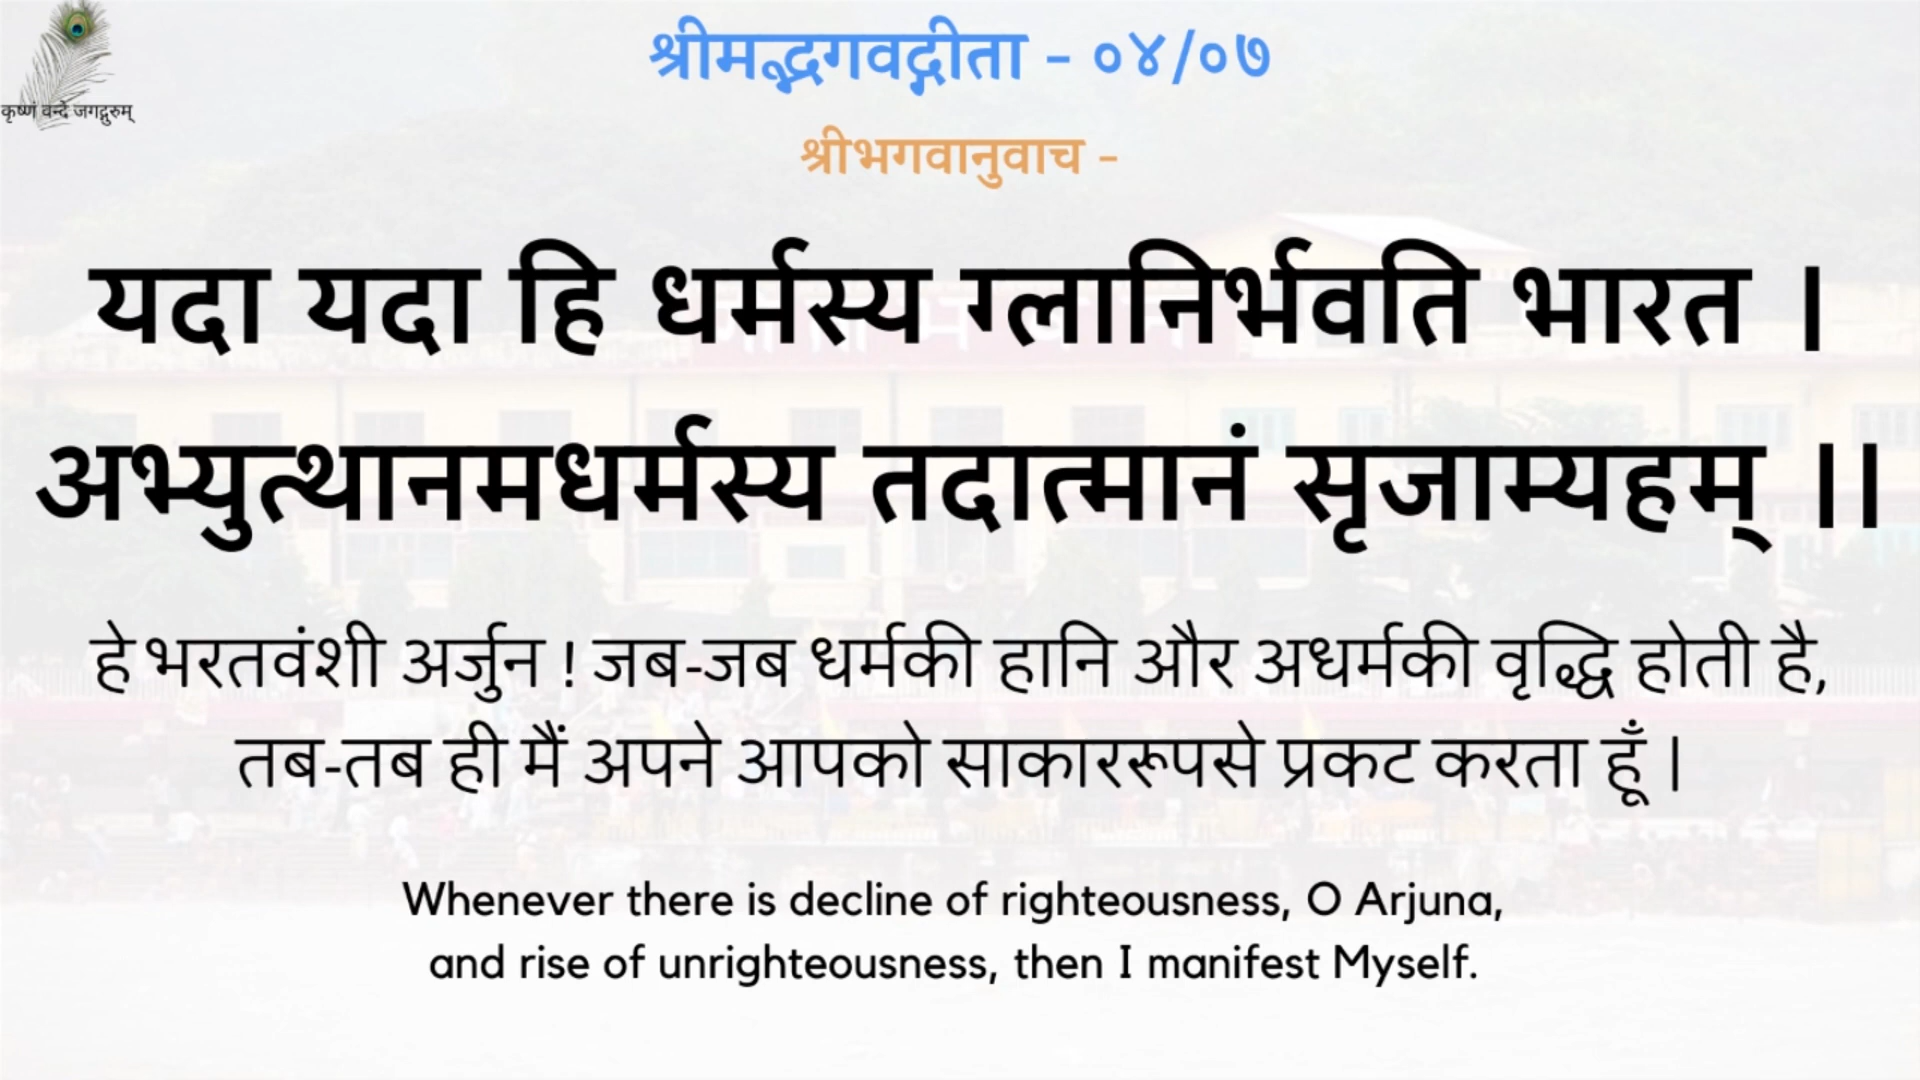 श्रीमद्भगवद्गीता - ०४/०७
कृष्णं वन्दे जगद्गुरुम्
श्रीभगवानुवाच -
यदा यदा हि धर्मस्य ग्लानिर्भवति भारत |
अभ्युत्थानमधर्मस्य तदात्मानं सृजाम्यहम् ||
हे भरतवंशी अर्जुन ! जब-जब धर्मकी हानि और अधर्मकी वृद्धि होती है,
तब-तब ही मैं अपने आपको साकाररूपसे प्रकट करता हूँ |
Whenever there is decline of righteousness, O Arjuna,
and rise of unrighteousness, then I manifest Myself.